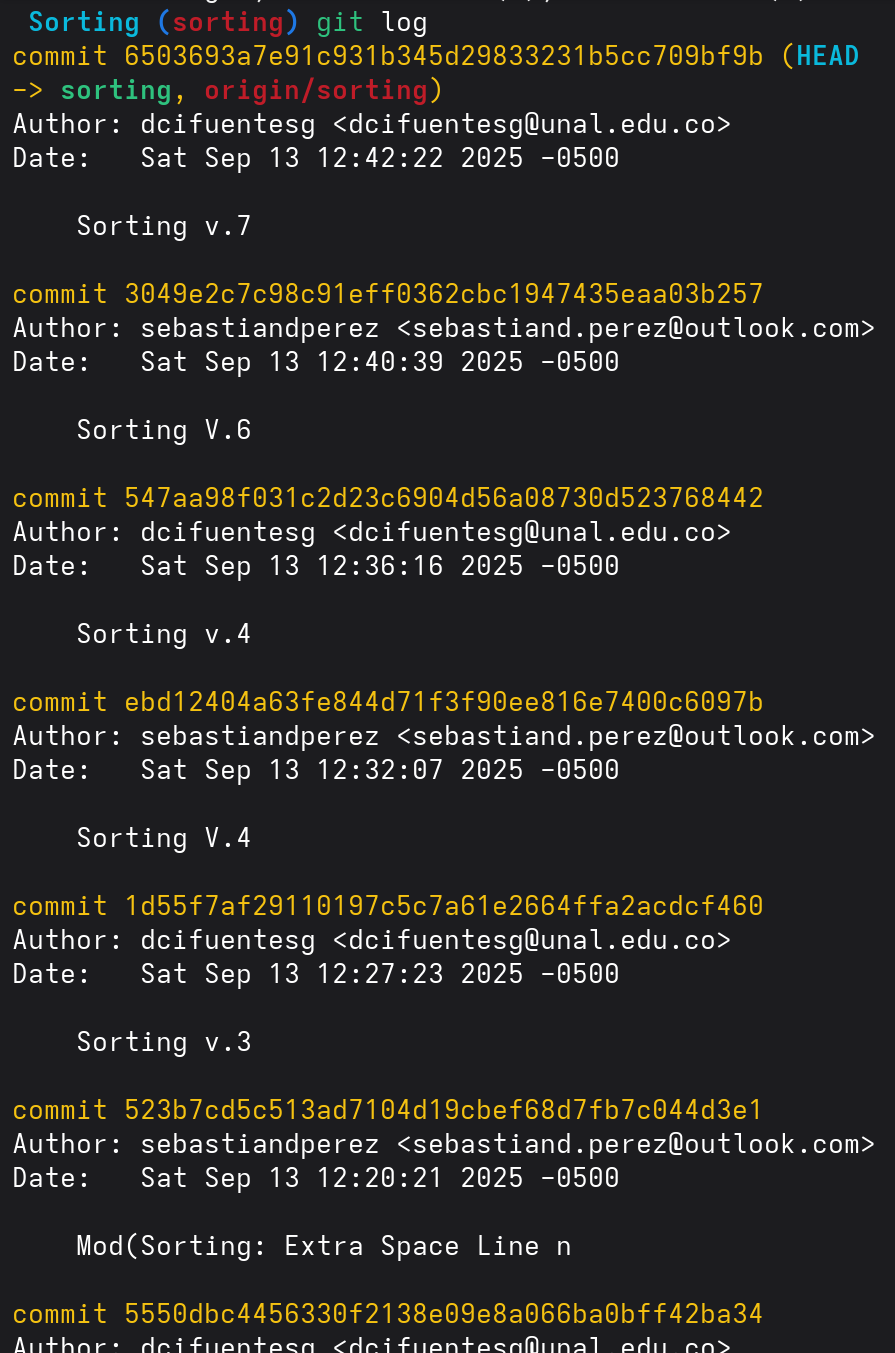 Sorting (sorting) git log
commit 6503693a7e91c931b345d29833231b5cc709bf9b (HEAD
-> sorting, origin/sorting)
Author: dcifuentesg <dcifuentesg@unal.edu.co>
Date:   Sat Sep 13 12:42:22 2025 -0500
Sorting v.7
commit 3049e2c7c98c91eff0362cbc1947435eaa03b257
Author: sebastiandperez <sebastiand.perez@outlook.com>
Date:   Sat Sep 13 12:40:39 2025 -0500
Sorting V.6
commit 547aa98f031c2d23c6904d56a08730d523768442
Author: dcifuentesg <dcifuentesg@unal.edu.co>
Date:   Sat Sep 13 12:36:16 2025 -0500
Sorting v.4
commit ebd12404a63fe844d71f3f90ee816e7400c6097b
Author: sebastiandperez <sebastiand.perez@outlook.com>
Date:   Sat Sep 13 12:32:07 2025 -0500
Sorting V.4
commit 1d55f7af29110197c5c7a61e2664ffa2acdcf460
Author: dcifuentesg <dcifuentesg@unal.edu.co>
Date:   Sat Sep 13 12:27:23 2025 -0500
Sorting v.3
commit 523b7cd5c513ad7104d19cbef68d7fb7c044d3e1
Author: sebastiandperez <sebastiand.perez@outlook.com>
Date:   Sat Sep 13 12:20:21 2025 -0500
Mod(Sorting: Extra Space Line n
commit 5550dbc4456330f2138e09e8a066ba0bff42ba34
Author: dcifuentesg <dcifuentesg@unal.edu.co>